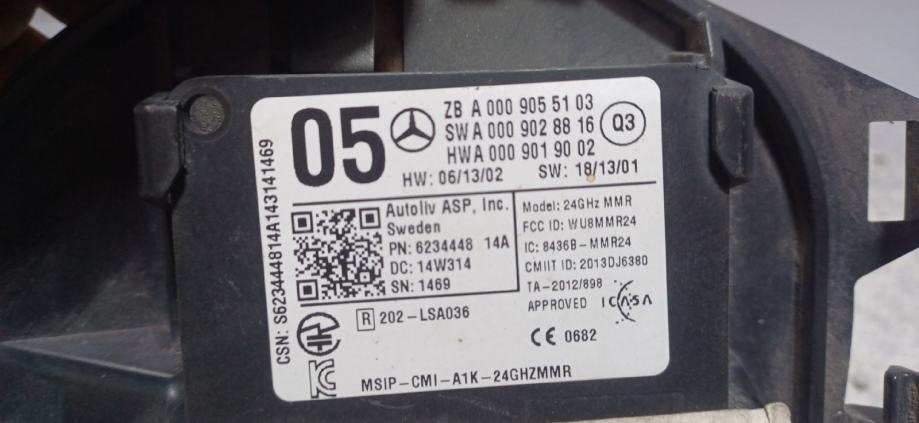 05
ZB A 000 905 51 03
SW A 000 902 88 16
HW A 000 901 90 02
Q3
HW: 06/13/02 SW: 18/13/01
Autoliv ASP, Inc.
Sweden
PN: 6234448 14A
DC: 14W314
SN: 1469
Model: 24GHz MMR
FCC ID: WU8MMR24
IC: 8436B-MMR24
CMIIT ID: 2013DJ6380
TA-2012/898
APPROVED ICASA
R 202-LSA036
CE 0682
MSIP-CMI-A1K-24GHZMMR
CSN: S623444814A143141469